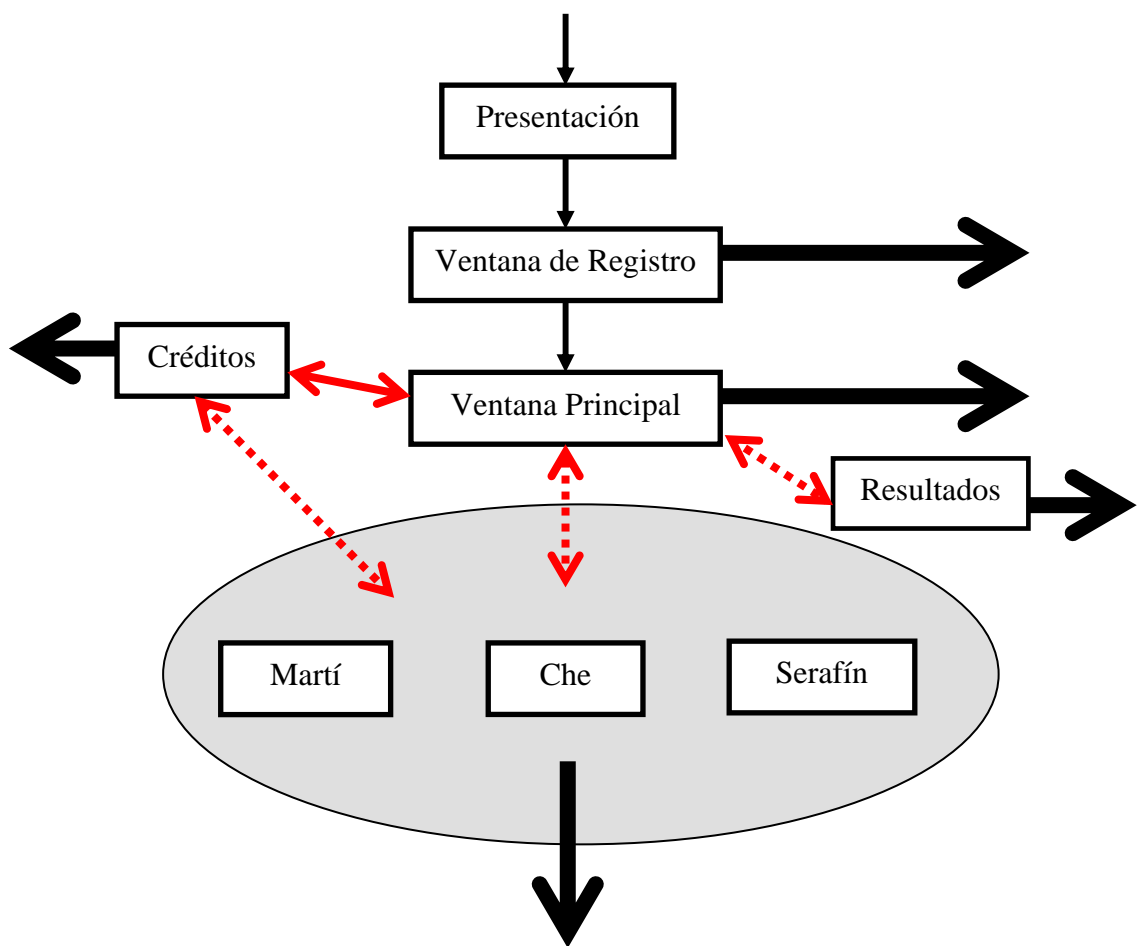 Presentación
Ventana de Registro
Créditos
Ventana Principal
Resultados
Martí
Che
Serafín